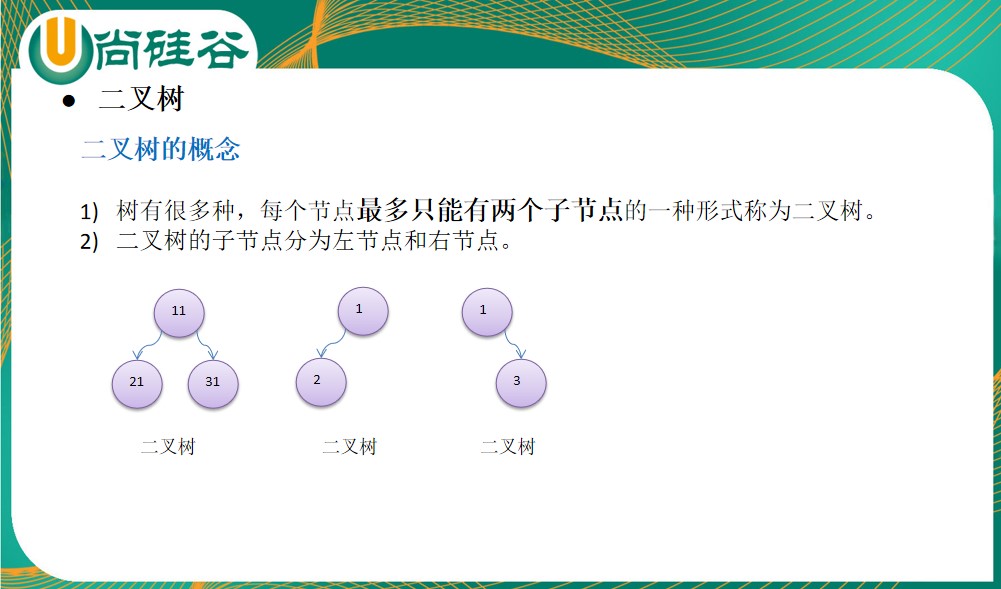 尚硅谷
● 二叉树
二叉树的概念
1) 树有很多种，每个节点最多只能有两个子节点的一种形式称为二叉树。
2) 二叉树的子节点分为左节点和右节点。
11
21
31
二叉树
1
2
二叉树
1
3
二叉树